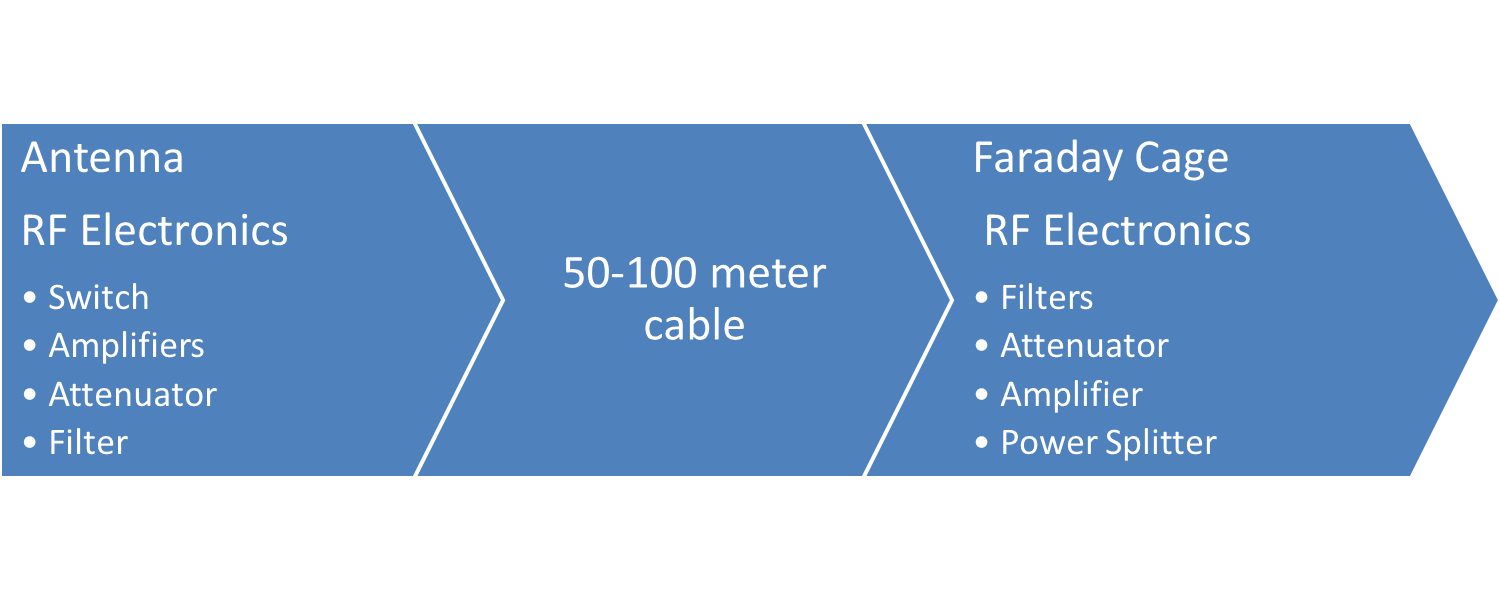 Antenna
RF Electronics
• Switch
• Amplifiers
• Attenuator
• Filter
50-100 meter
cable
Faraday Cage
RF Electronics
• Filters
• Attenuator
• Amplifier
• Power Splitter